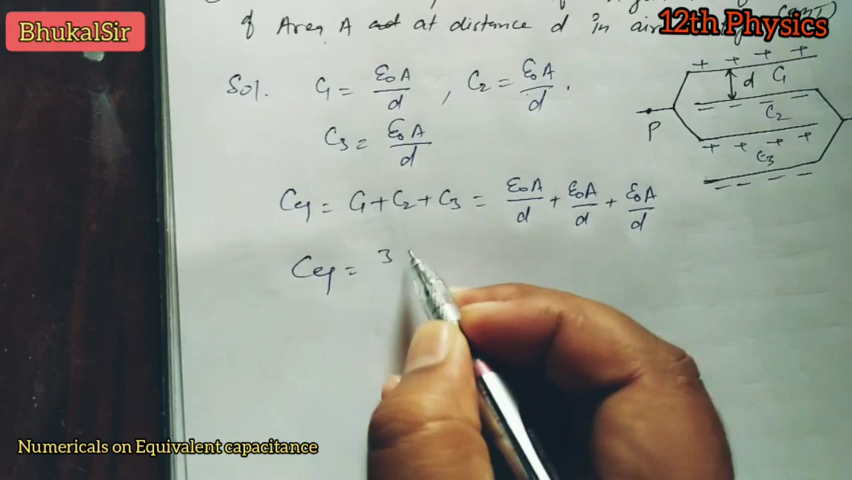 BhukalSir
12th Physics
of Area A at distance d in air
Sol. C₁ = ε₀A/d , C₂ = ε₀A/d .
C₃ = ε₀A/d
Ceq = C₁ + C₂ + C₃ = ε₀A/d + ε₀A/d + ε₀A/d
Ceq = 3
+ + + +
d C₁
C₂
P
+ + + +
C₃
Numericals on Equivalent capacitance